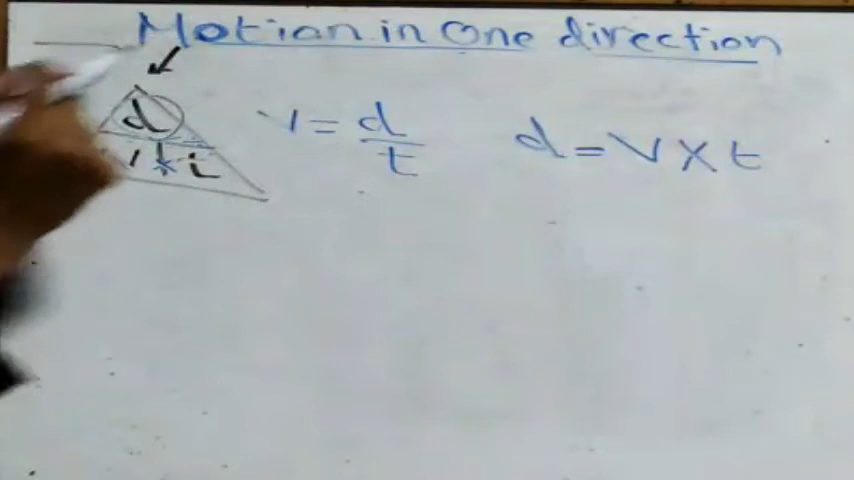 Motion in One direction
d
V * t
V = d
t
d = V X t